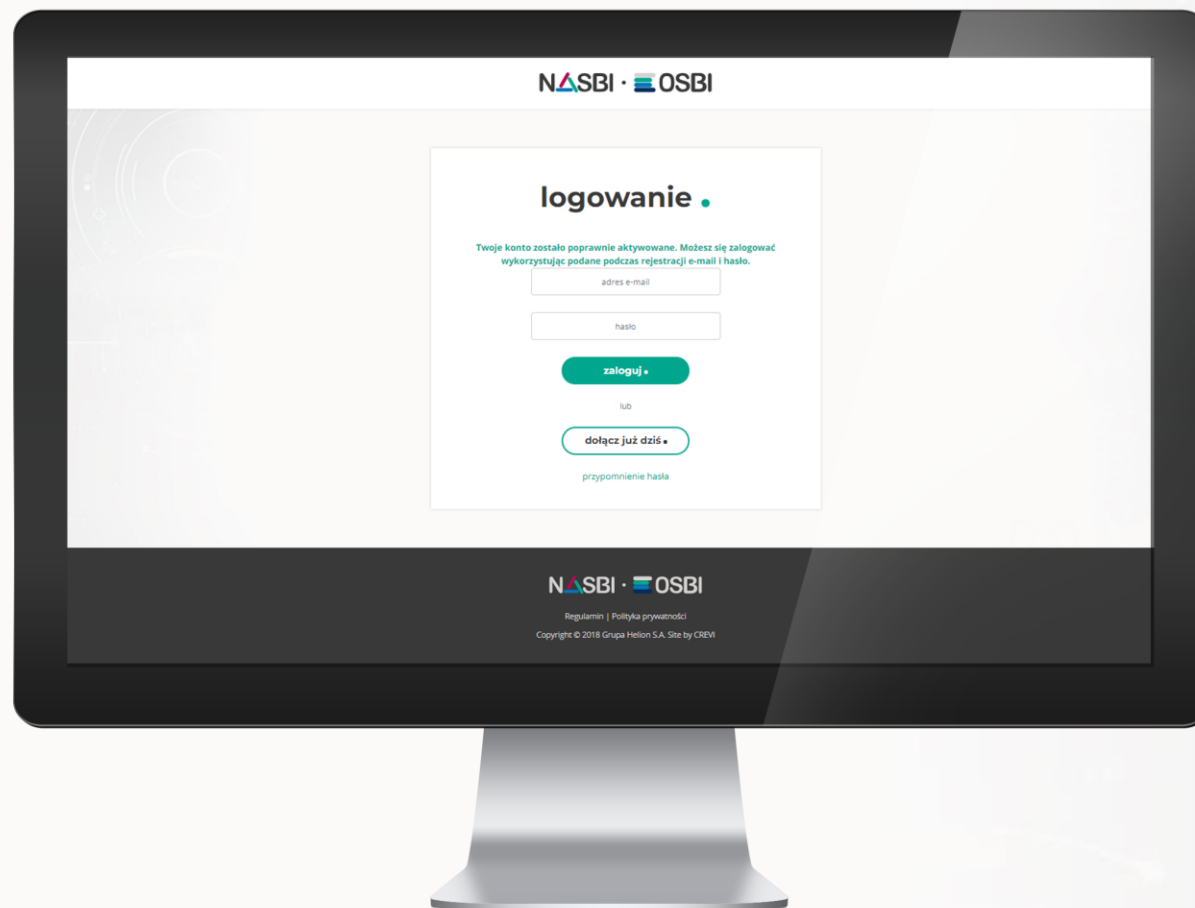 NASBI · OSBI
logowanie .
Twoje konto zostało poprawnie aktywowane. Możesz się zalogować
wykorzystując podane podczas rejestracji e-mail i hasło.
adres e-mail
hasło
zaloguj .
lub
dołącz już dziś .
przypomnienie hasła
NASBI · OSBI
Regulamin | Polityka prywatności
Copyright © 2018 Grupa Helion S.A. Site by CREVI